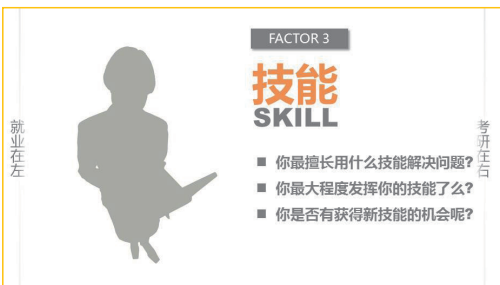 FACTOR 3
技能
SKILL
就业在左
考研在右
■ 你最擅长用什么技能解决问题?
■ 你最大程度发挥你的技能了么?
■ 你是否有获得新技能的机会呢?